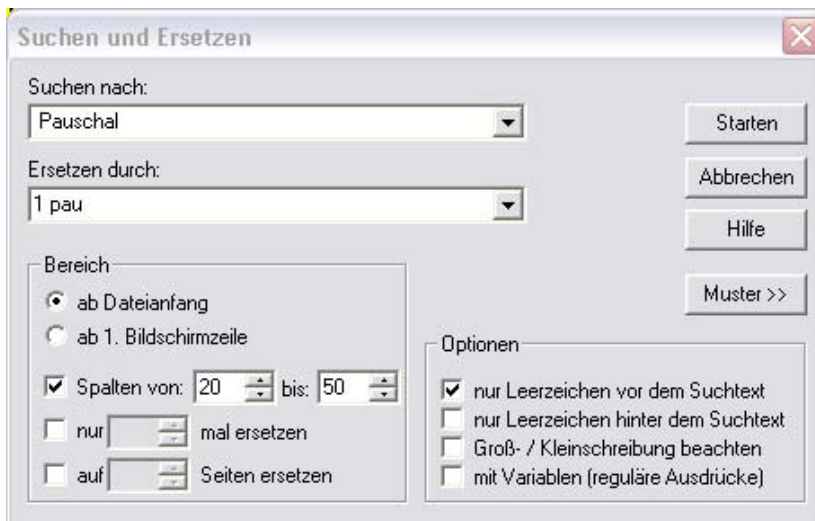 Suchen und Ersetzen
Suchen nach:
Pauschal
Starten
Ersetzen durch:
Abbrechen
1 pau
Hilfe
Bereich
Muster >>
ab Dateianfang
ab 1. Bildschirmzeile
Spalten von: 20 bis: 50
nur mal ersetzen
auf Seiten ersetzen
Optionen
nur Leerzeichen vor dem Suchtext
nur Leerzeichen hinter dem Suchtext
Groß- / Kleinschreibung beachten
mit Variablen (reguläre Ausdrücke)